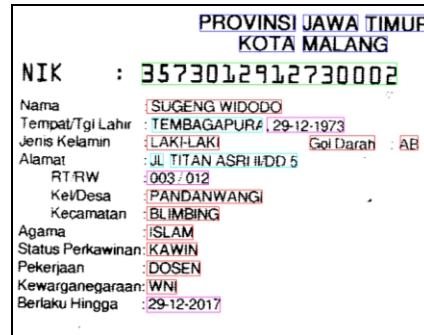 PROVINSI JAWA TIMUR
KOTA MALANG
NIK : 3573012912730002
Nama : SUGENG WIDODO
Tempat/Tgl Lahir : TEMBAGAPURA, 29-12-1973
Jenis Kelamin : LAKI-LAKI Gol Darah : AB
Alamat : JL TITAN ASRI II/DD 5
RT/RW : 003 / 012
Kel/Desa : PANDANWANGI
Kecamatan : BLIMBING
Agama : ISLAM
Status Perkawinan: KAWIN
Pekerjaan : DOSEN
Kewarganegaraan: WNI
Berlaku Hingga : 29-12-2017